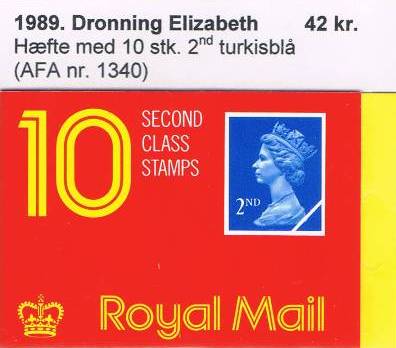 1989. Dronning Elizabeth 42 kr.
Hæfte med 10 stk. 2nd turkisblå
(AFA nr. 1340)
10 SECOND
CLASS
STAMPS
2ND
Royal Mail